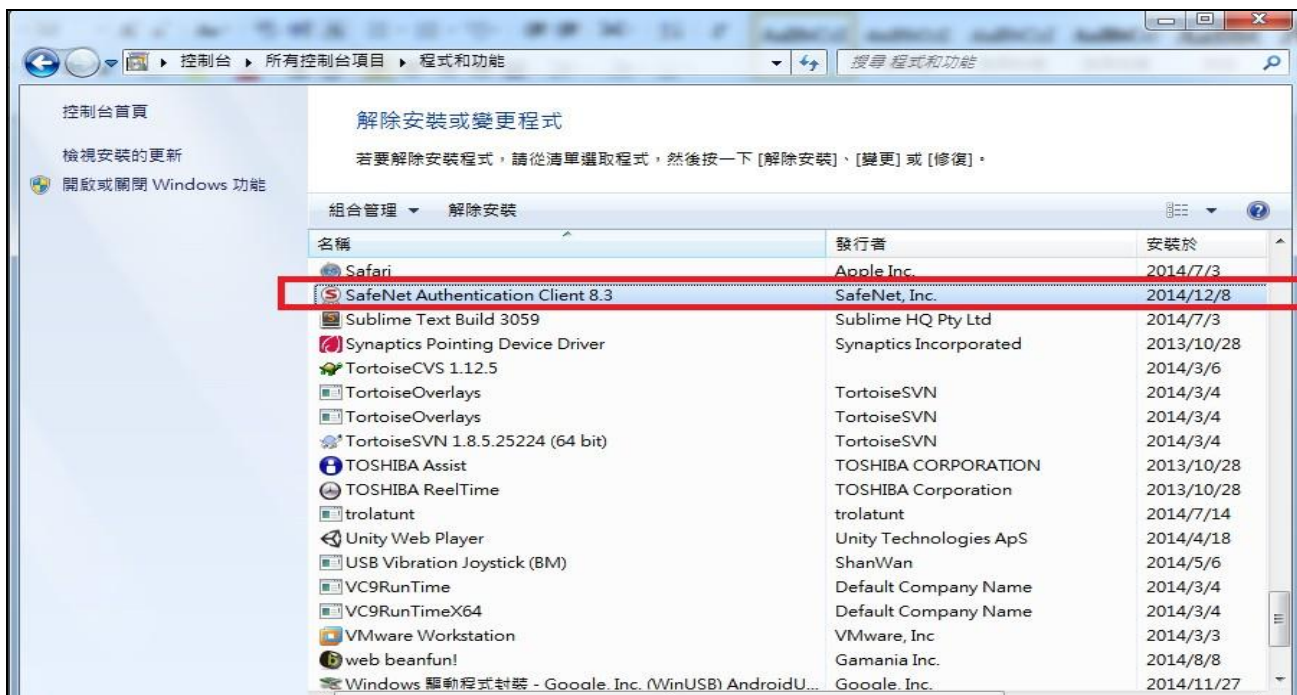 控制台 ▸ 所有控制台項目 ▸ 程式和功能
搜尋 程式和功能
控制台首頁
檢視安裝的更新
開啟或關閉 Windows 功能
解除安裝或變更程式
若要解除安裝程式，請從清單選取程式，然後按一下 [解除安裝]、[變更] 或 [修復]。
組合管理 解除安裝
名稱 發行者 安裝於
Safari Apple Inc. 2014/7/3
SafeNet Authentication Client 8.3 SafeNet, Inc. 2014/12/8
Sublime Text Build 3059 Sublime HQ Pty Ltd 2014/7/3
Synaptics Pointing Device Driver Synaptics Incorporated 2013/10/28
TortoiseCVS 1.12.5 2014/3/6
TortoiseOverlays TortoiseSVN 2014/3/4
TortoiseOverlays TortoiseSVN 2014/3/4
TortoiseSVN 1.8.5.25224 (64 bit) TortoiseSVN 2014/3/4
TOSHIBA Assist TOSHIBA CORPORATION 2013/10/28
TOSHIBA ReelTime TOSHIBA Corporation 2013/10/28
trolatunt trolatunt 2014/7/14
Unity Web Player Unity Technologies ApS 2014/4/18
USB Vibration Joystick (BM) ShanWan 2014/5/6
VC9RunTime Default Company Name 2014/3/4
VC9RunTimeX64 Default Company Name 2014/3/4
VMware Workstation VMware, Inc 2014/3/3
web beanfun! Gamania Inc. 2014/8/8
Windows 驅動程式封裝 - Google, Inc. (WinUSB) AndroidU... Google, Inc. 2014/11/27